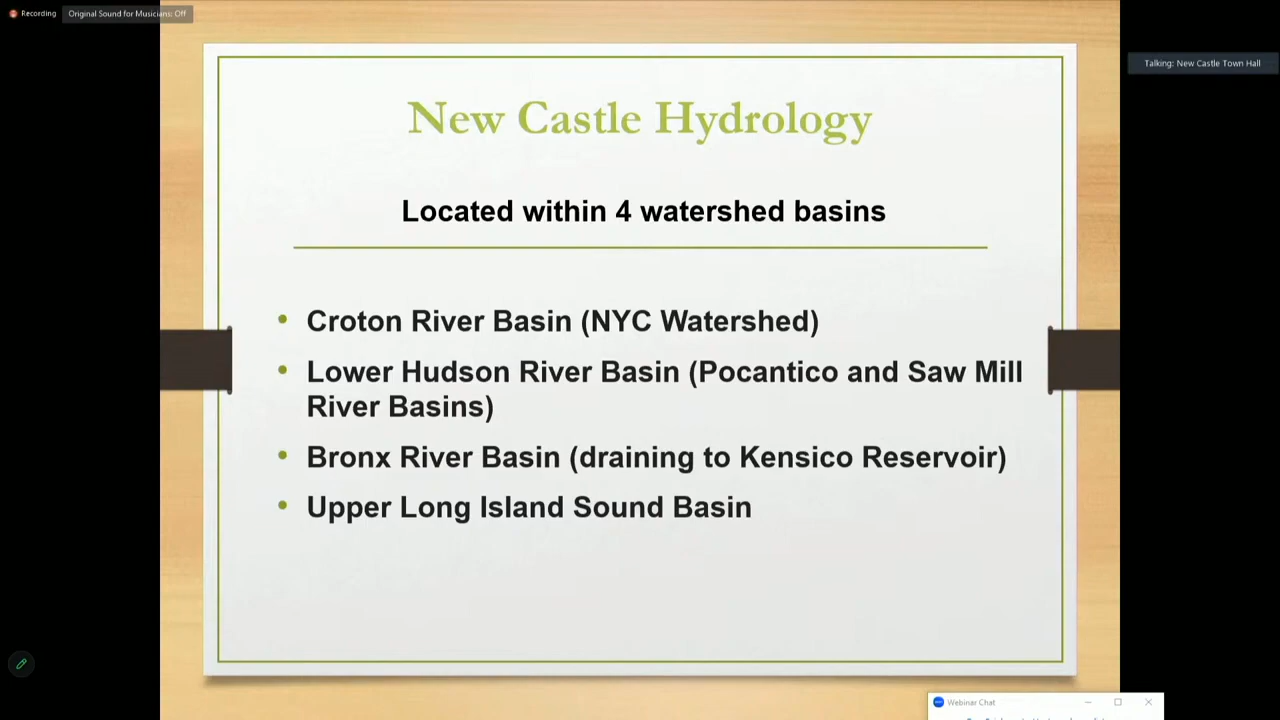 Recording
Original Sound for Musicians: Off
Talking: New Castle Town Hall
New Castle Hydrology
Located within 4 watershed basins
• Croton River Basin (NYC Watershed)
• Lower Hudson River Basin (Pocantico and Saw Mill
River Basins)
• Bronx River Basin (draining to Kensico Reservoir)
• Upper Long Island Sound Basin
Webinar Chat